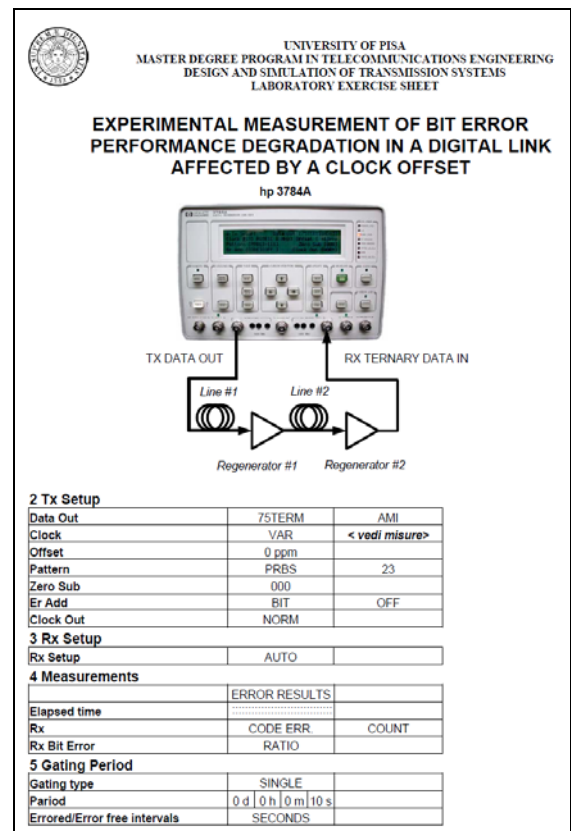 UNIVERSITY OF PISA
MASTER DEGREE PROGRAM IN TELECOMMUNICATIONS ENGINEERING
DESIGN AND SIMULATION OF TRANSMISSION SYSTEMS
LABORATORY EXERCISE SHEET
EXPERIMENTAL MEASUREMENT OF BIT ERROR
PERFORMANCE DEGRADATION IN A DIGITAL LINK
AFFECTED BY A CLOCK OFFSET
hp 3784A
TX DATA OUT RX TERNARY DATA IN
Line #1 Line #2
Regenerator #1 Regenerator #2
2 Tx Setup
Data Out 75TERM AMI
Clock VAR < vedi misure>
Offset 0 ppm
Pattern PRBS 23
Zero Sub 000
Er Add BIT OFF
Clock Out NORM
3 Rx Setup
Rx Setup AUTO
4 Measurements
ERROR RESULTS
Elapsed time
Rx CODE ERR. COUNT
Rx Bit Error RATIO
5 Gating Period
Gating type SINGLE
Pariod 0 d 0 h 0 m 10 s
Errored/Error free intervals SECONDS